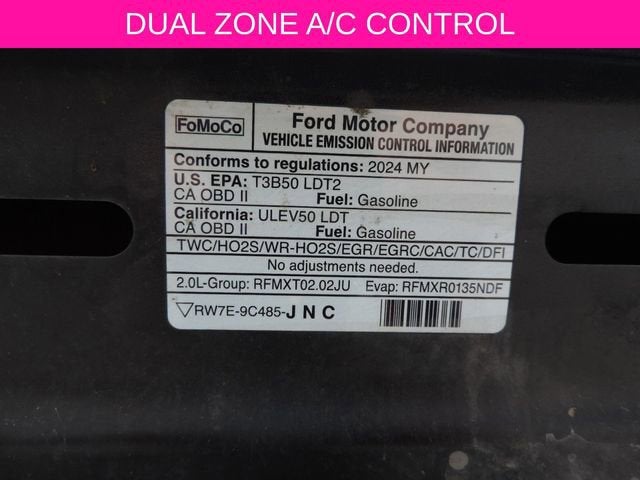 DUAL ZONE A/C CONTROL
FoMoCo
Ford Motor Company
VEHICLE EMISSION CONTROL INFORMATION
Conforms to regulations: 2024 MY
U.S. EPA: T3B50 LDT2
CA OBD II Fuel: Gasoline
California: ULEV50 LDT
CA OBD II Fuel: Gasoline
TWC/HO2S/WR-HO2S/EGR/EGRC/CAC/TC/DFI
No adjustments needed.
2.0L-Group: RFMXT02.02JU Evap: RFMXR0135NDF
RW7E-9C485-J N C